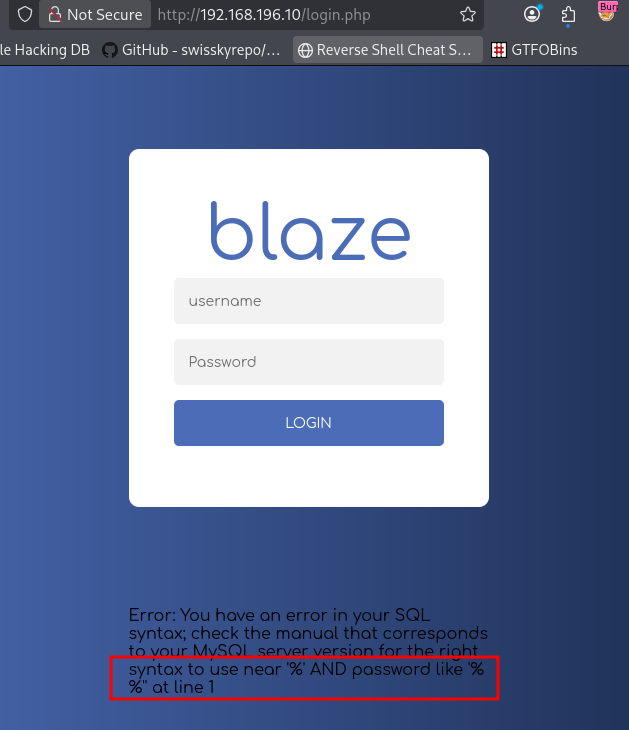 Not Secure http://192.168.196.10/login.php Burp
le Hacking DB GitHub - swisskyrepo/... Reverse Shell Cheat S... GTFOBins
blaze
username
Password
LOGIN
Error: You have an error in your SQL
syntax; check the manual that corresponds
to your MySQL server version for the right
syntax to use near '%' AND password like '%
%'' at line 1